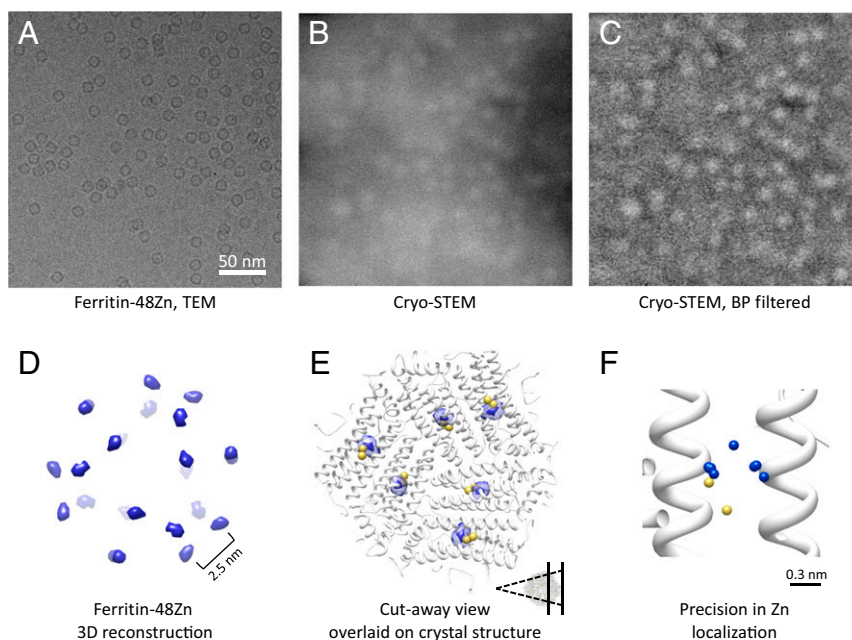 A
B
C
50 nm
Ferritin-48Zn, TEM
Cryo-STEM
Cryo-STEM, BP filtered
D
E
F
2.5 nm
0.3 nm
Ferritin-48Zn
3D reconstruction
Cut-away view
overlaid on crystal structure
Precision in Zn
localization